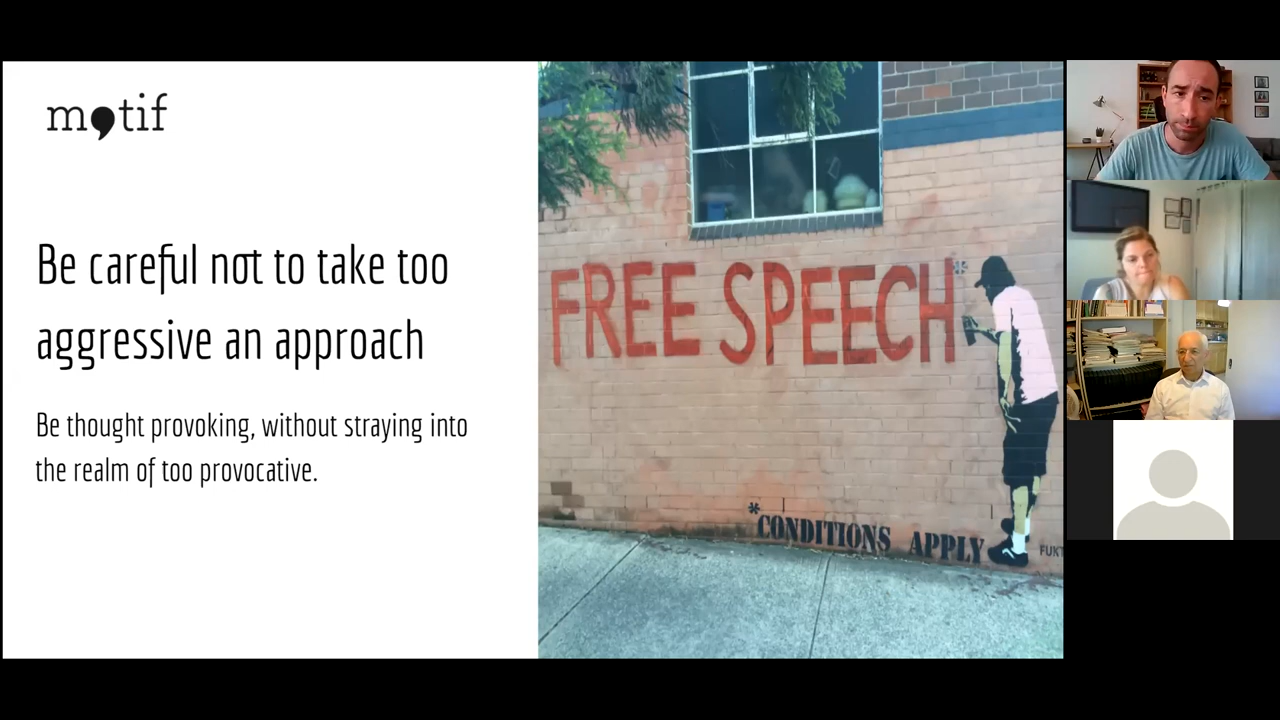 motif
Be careful not to take too
aggressive an approach
Be thought provoking, without straying into
the realm of too provocative.
FREE SPEECH*
*CONDITIONS APPLY
FUKT